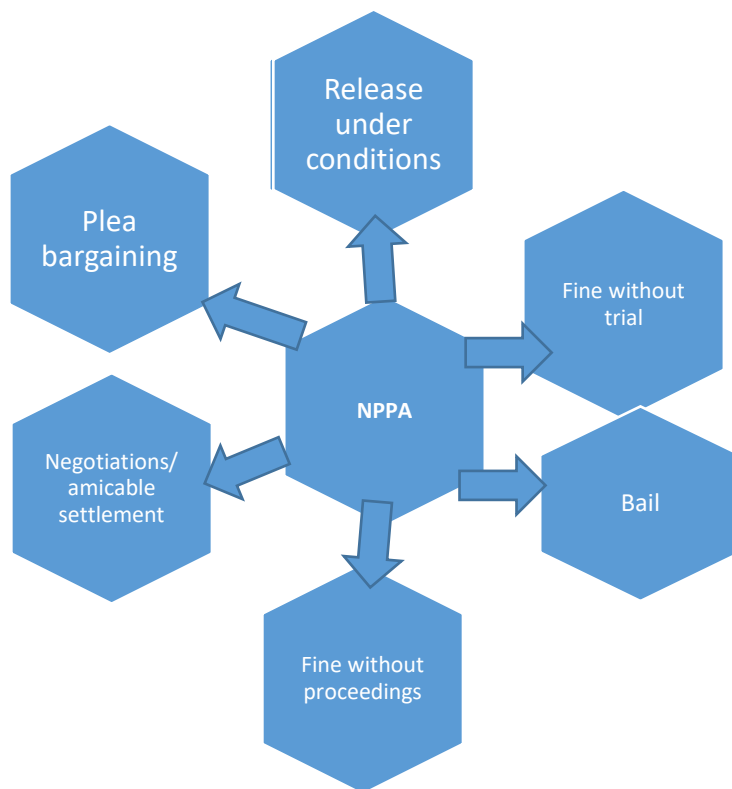 Release
under
conditions
Plea
bargaining
Fine without
trial
NPPA
Negotiations/
amicable
settlement
Bail
Fine without
proceedings